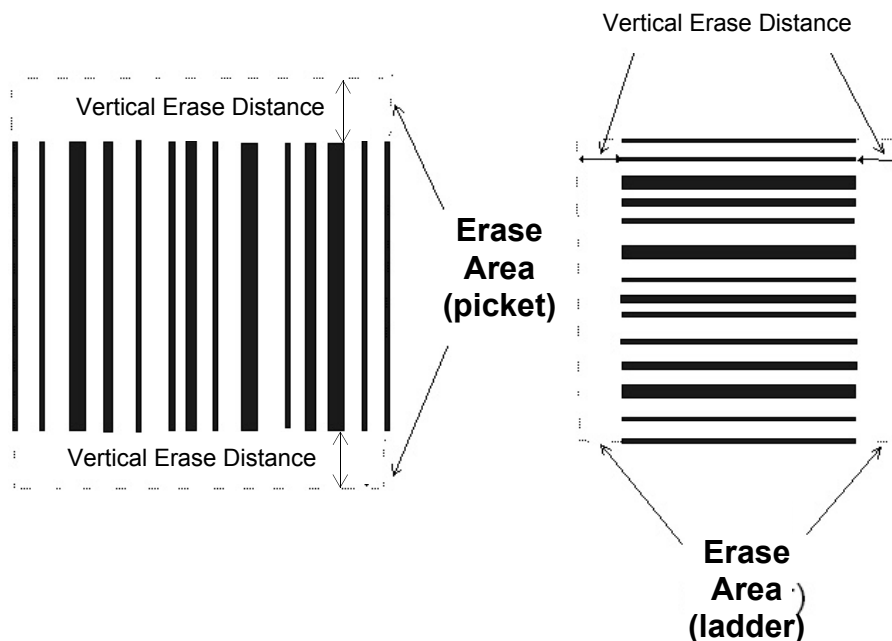 Vertical Erase Distance
Vertical Erase Distance
Erase
Area
(picket)
Vertical Erase Distance
Erase
Area
(ladder)